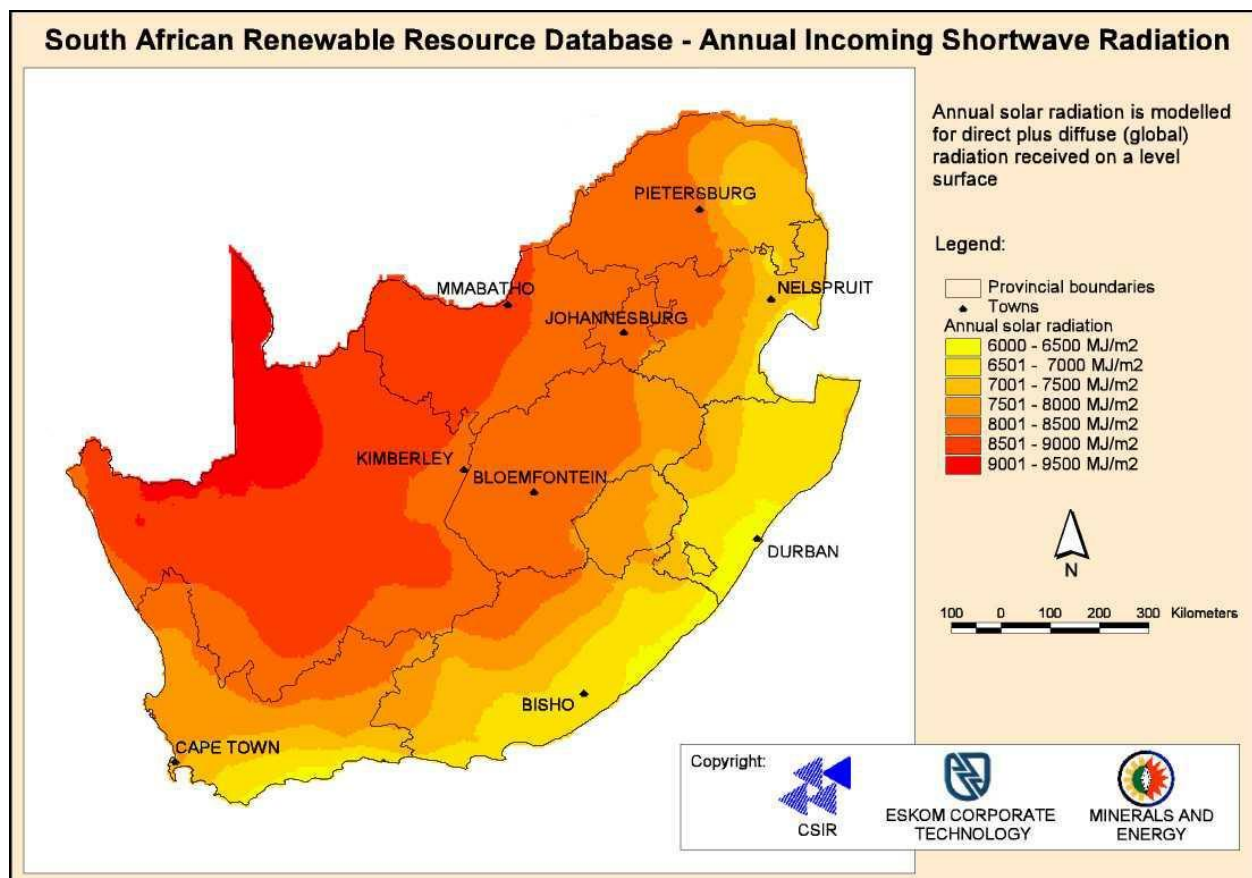 South African Renewable Resource Database - Annual Incoming Shortwave Radiation
Annual solar radiation is modelled
for direct plus diffuse (global)
radiation received on a level
surface
PIETERSBURG
Legend:
MMABATHO
NELSPRUIT
JOHANNESBURG
Provincial boundaries
Towns
Annual solar radiation
6000 - 6500 MJ/m2
6501 - 7000 MJ/m2
7001 - 7500 MJ/m2
7501 - 8000 MJ/m2
8001 - 8500 MJ/m2
8501 - 9000 MJ/m2
9001 - 9500 MJ/m2
KIMBERLEY
BLOEMFONTEIN
DURBAN
N
100 0 100 200 300 Kilometers
BISHO
CAPE TOWN
Copyright:
CSIR
ESKOM CORPORATE
TECHNOLOGY
MINERALS AND
ENERGY